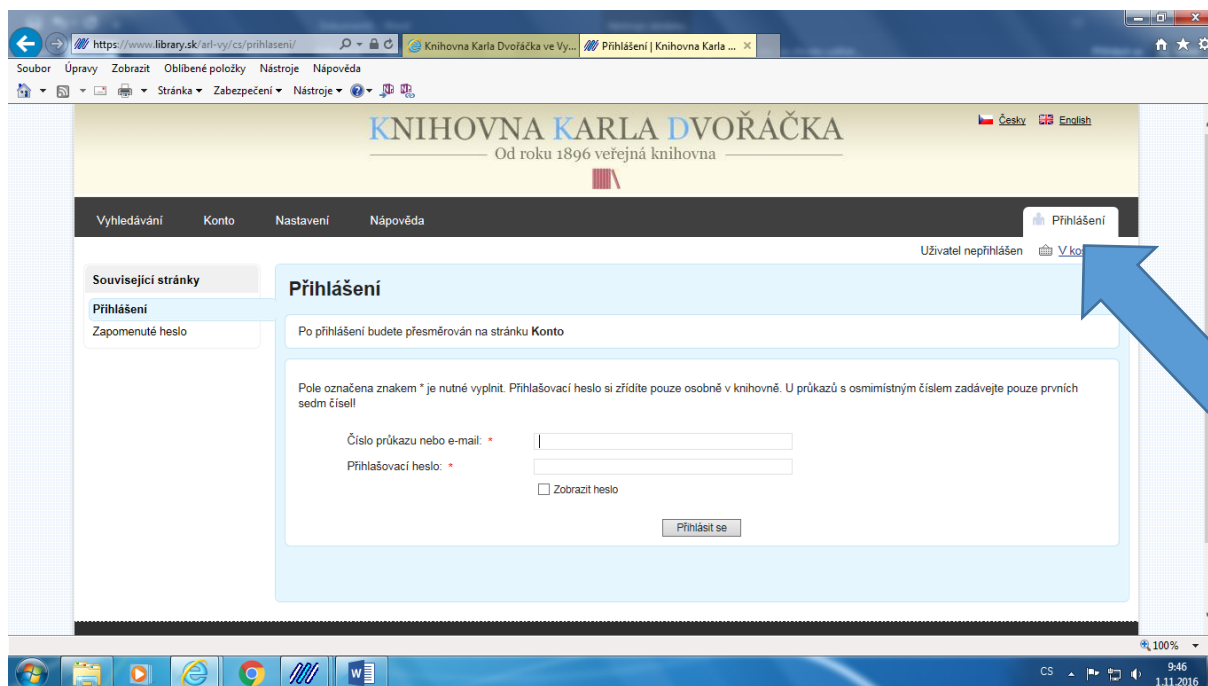 https://www.library.sk/arl-vy/cs/prihlaseni/
Knihovna Karla Dvořáčka ve Vy...
Přihlášení | Knihovna Karla ...
Soubor Úpravy Zobrazit Oblíbené položky Nástroje Nápověda
Stránka Zabezpečení Nástroje
KNIHOVNA KARLA DVOŘÁČKA
Od roku 1896 veřejná knihovna
Česky English
Vyhledávání Konto Nastavení Nápověda Přihlášení
Uživatel nepřihlášen V
Související stránky
Přihlášení
Zapomenuté heslo
Přihlášení
Po přihlášení budete přesměrován na stránku Konto
Pole označena znakem * je nutné vyplnit. Přihlašovací heslo si zřídíte pouze osobně v knihovně. U průkazů s osmimístným číslem zadávejte pouze prvních
sedm čísel!
Číslo průkazu nebo e-mail: *
Přihlašovací heslo: *
Zobrazit heslo
Přihlásit se
100%
CS 9:46
1.11.2016